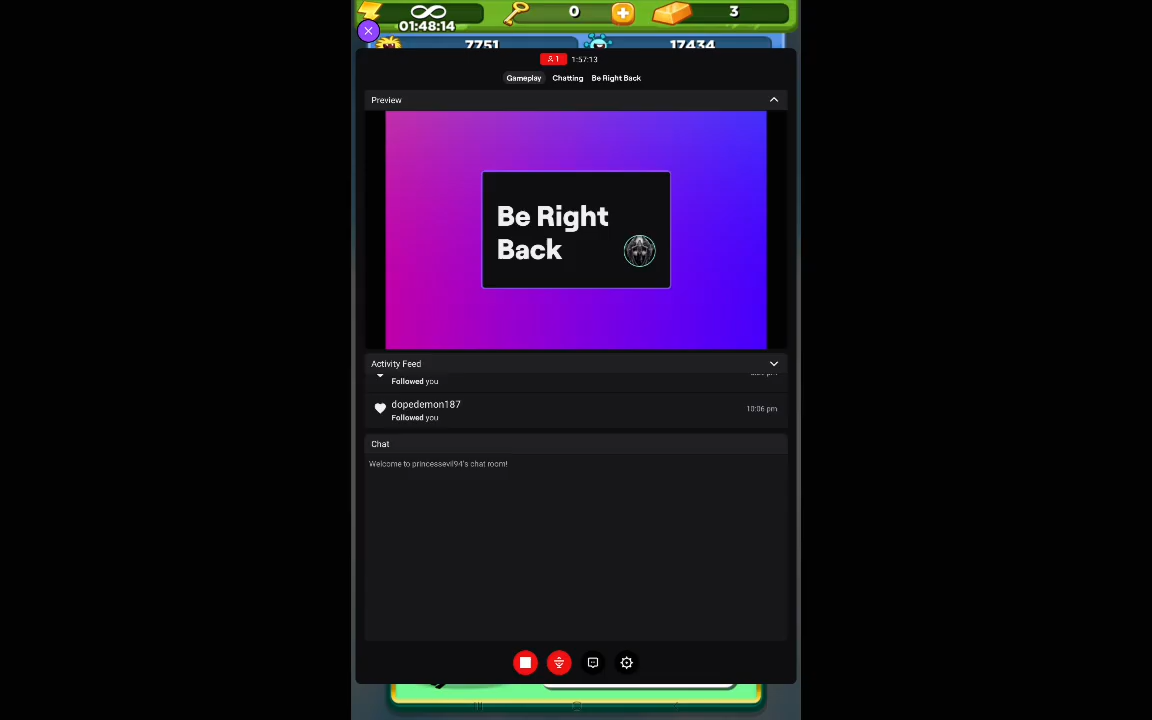 ∞
01:48:14
0
3
7751
17434
1
1:57:13
Gameplay
Chatting
Be Right Back
Preview
Be Right
Back
Activity Feed
Followed you
dopedemon187
Followed you
10:06 pm
Chat
Welcome to princessevil94's chat room!